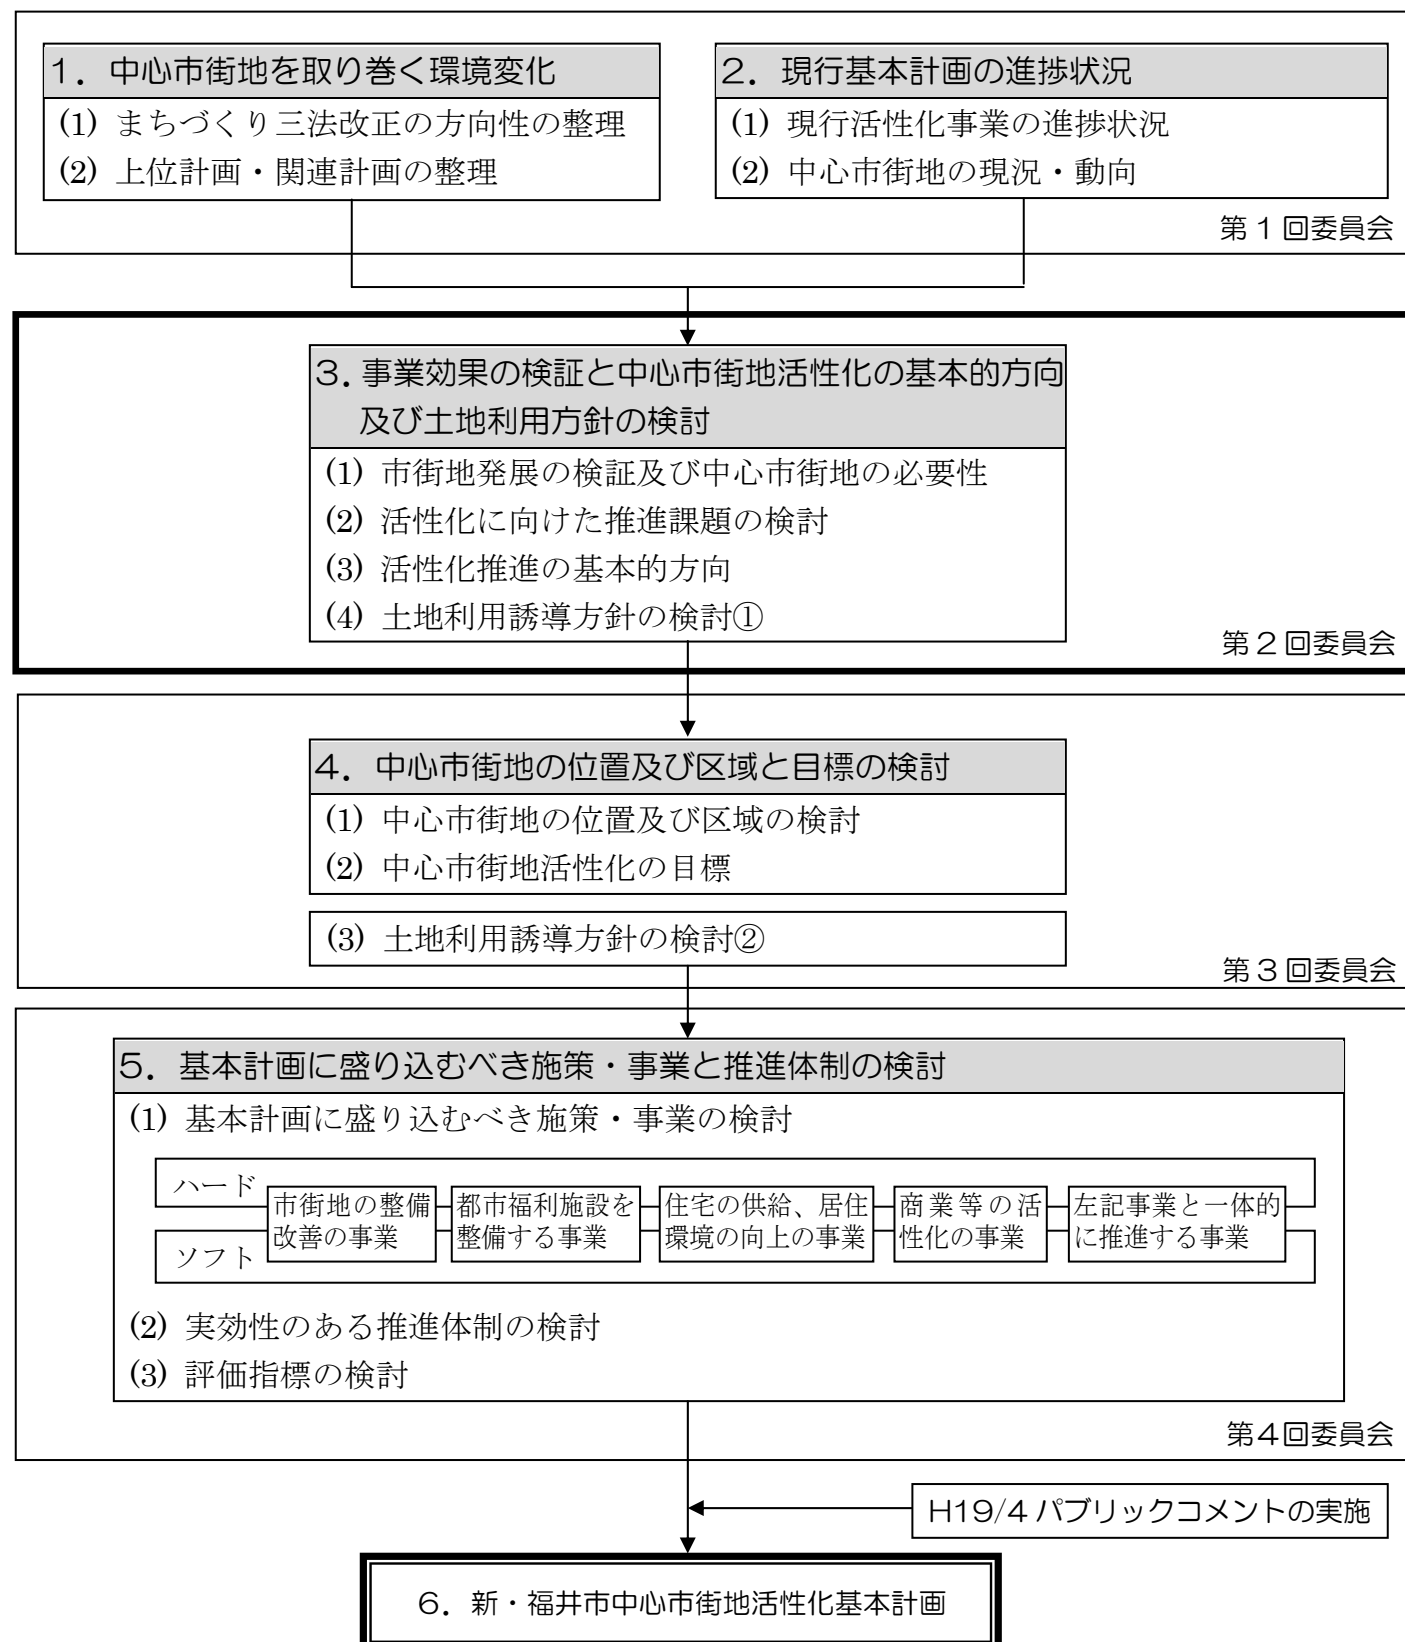 1．中心市街地を取り巻く環境変化
(1) まちづくり三法改正の方向性の整理
(2) 上位計画・関連計画の整理
2．現行基本計画の進捗状況
(1) 現行活性化事業の進捗状況
(2) 中心市街地の現況・動向
第1回委員会
3．事業効果の検証と中心市街地活性化の基本的方向
及び土地利用方針の検討
(1) 市街地発展の検証及び中心市街地の必要性
(2) 活性化に向けた推進課題の検討
(3) 活性化推進の基本的方向
(4) 土地利用誘導方針の検討①
第2回委員会
4．中心市街地の位置及び区域と目標の検討
(1) 中心市街地の位置及び区域の検討
(2) 中心市街地活性化の目標
(3) 土地利用誘導方針の検討②
第3回委員会
5．基本計画に盛り込むべき施策・事業と推進体制の検討
(1) 基本計画に盛り込むべき施策・事業の検討
ハード
ソフト
市街地の整備
改善の事業
都市福利施設を
整備する事業
住宅の供給、居住
環境の向上の事業
商業等の活
性化の事業
左記事業と一体的
に推進する事業
(2) 実効性のある推進体制の検討
(3) 評価指標の検討
第4回委員会
H19/4 パブリックコメントの実施
6．新・福井市中心市街地活性化基本計画